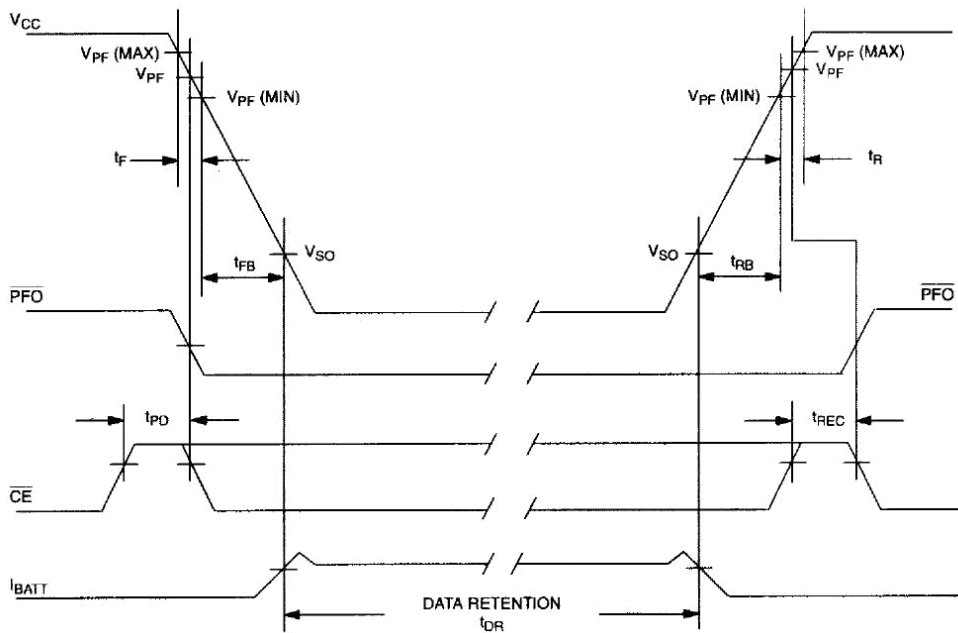 VCC
VPF (MAX)
VPF
VPF (MIN)
tF
tFB
VSO
VPF (MAX)
VPF
VPF (MIN)
tR
VSO
tRB
PFO
PFO
tPD
tREC
CE
IBATT
DATA RETENTION
tDR